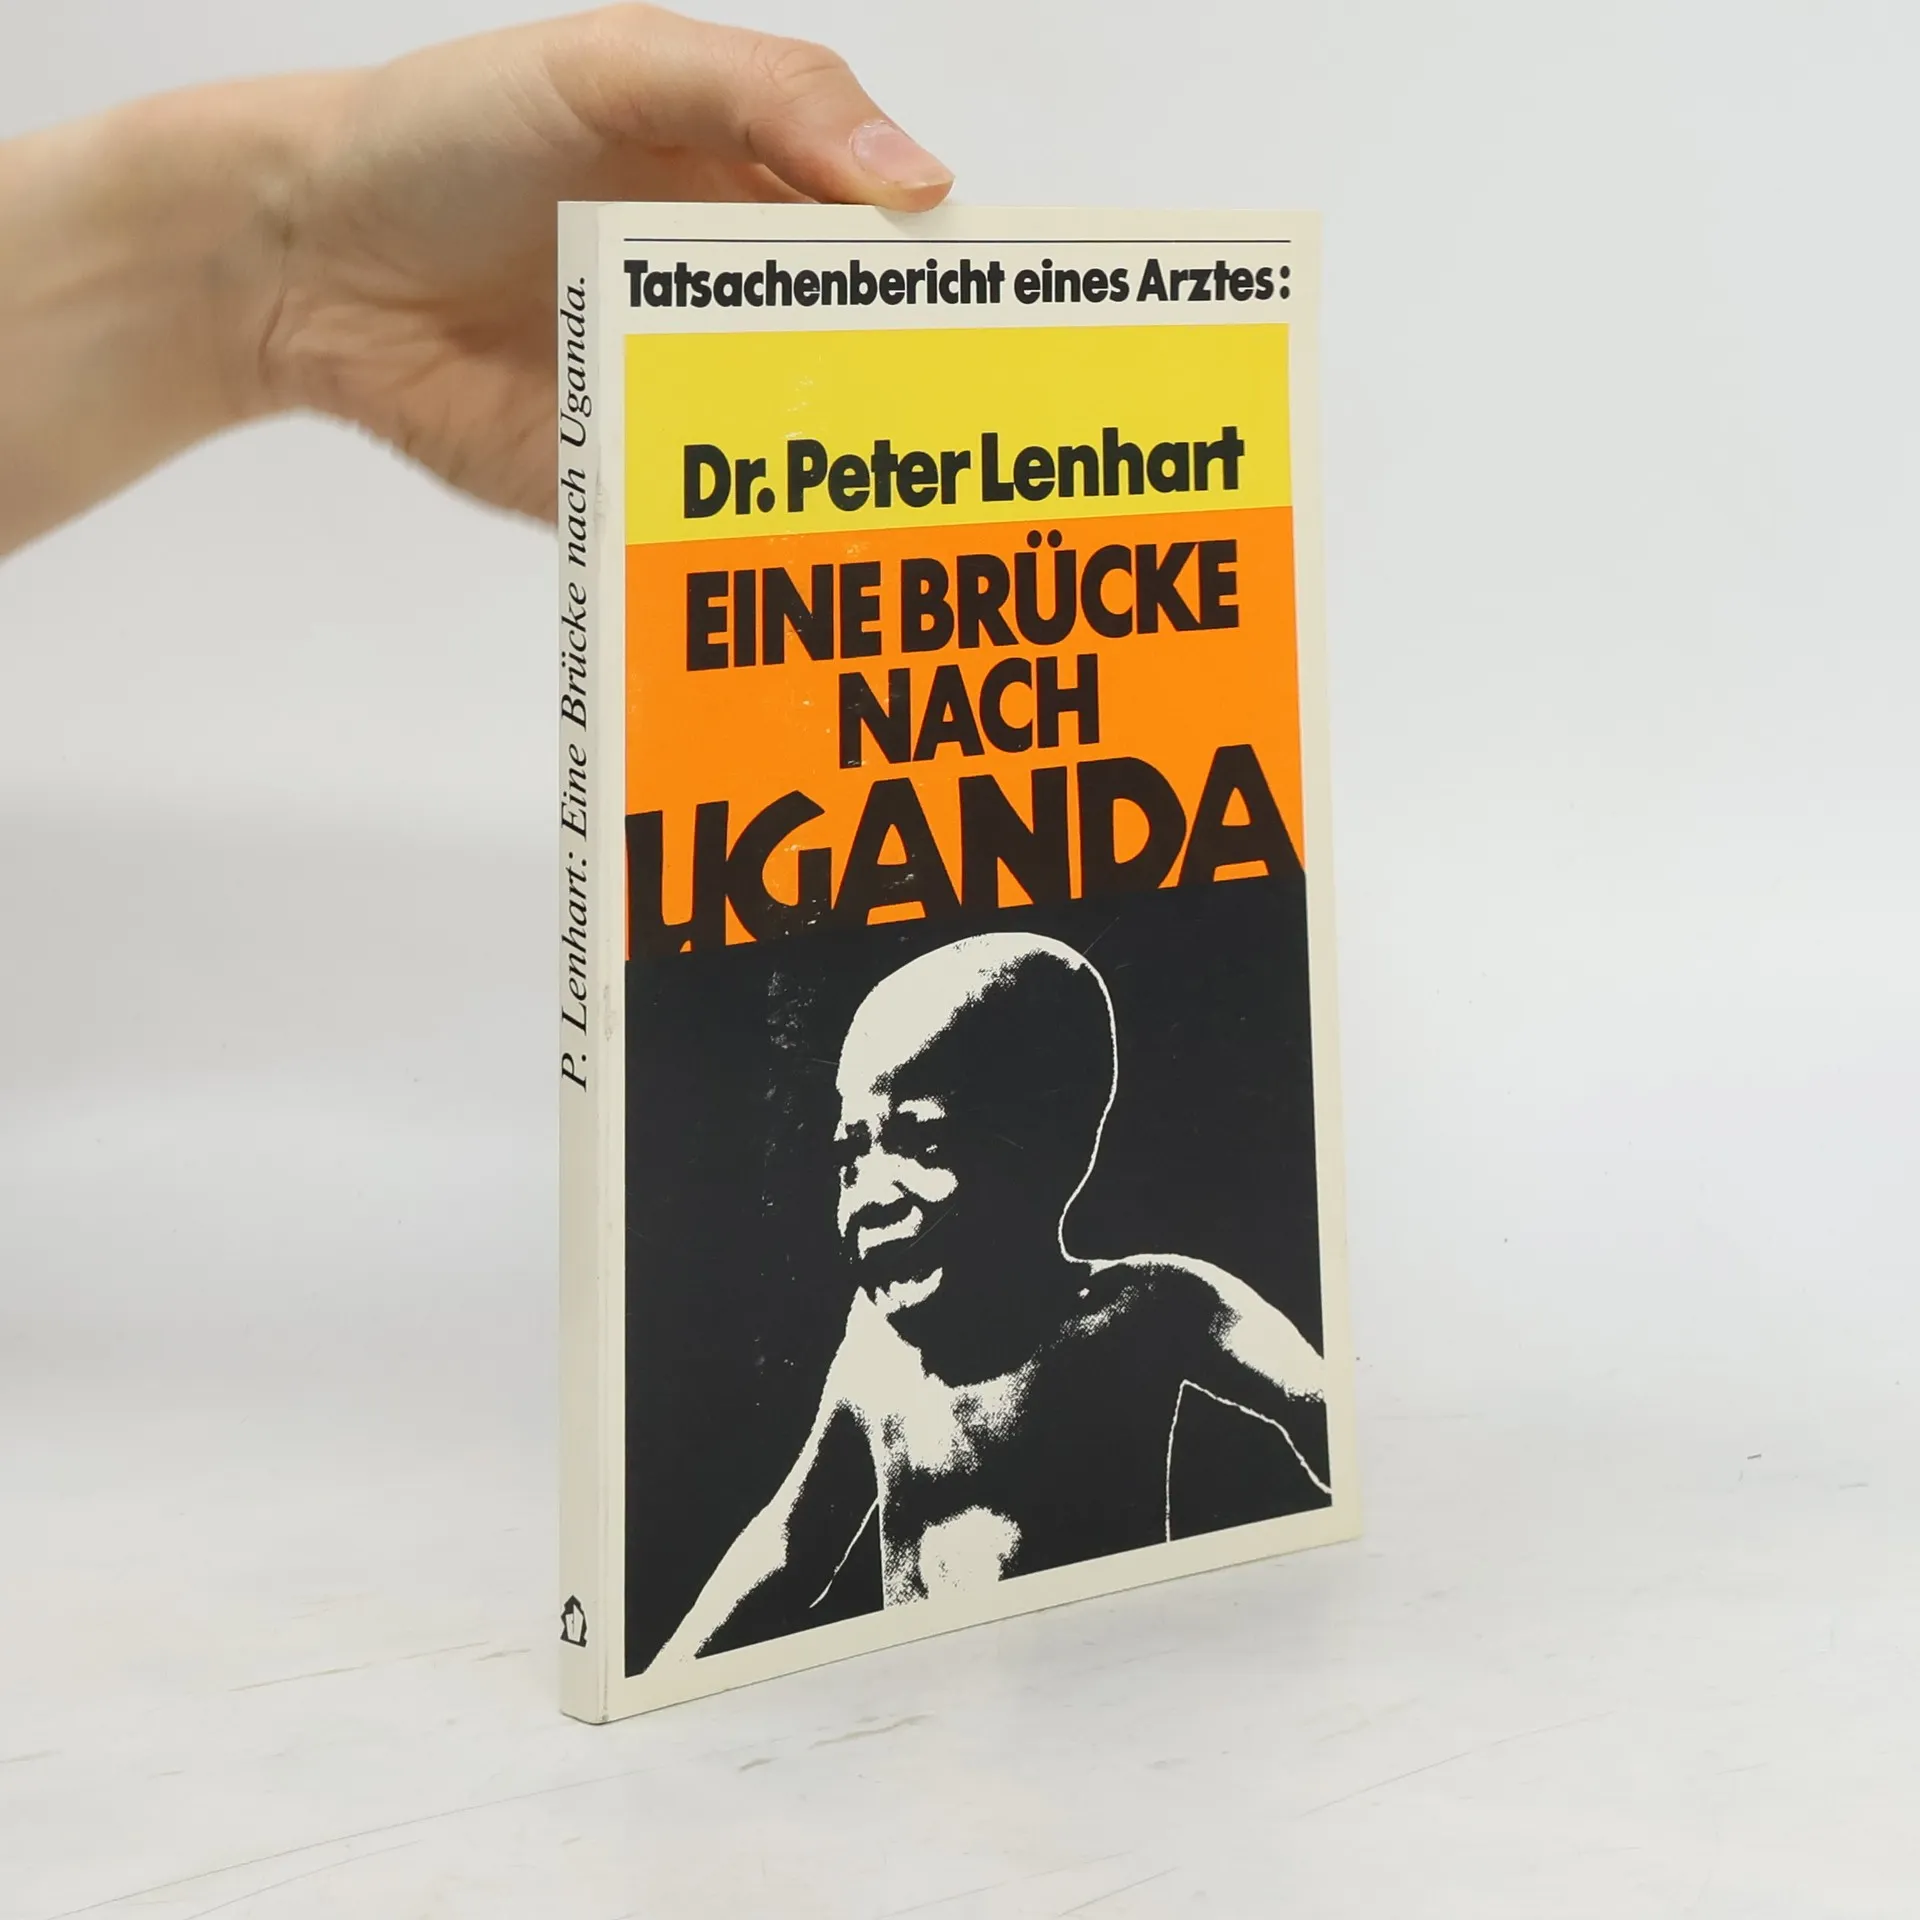 Tatsachenbericht eines Arztes:
Dr. Peter Lenhart
EINE BRÜCKE
NACH
UGANDA
P. Lenhart: Eine Brücke nach Uganda.